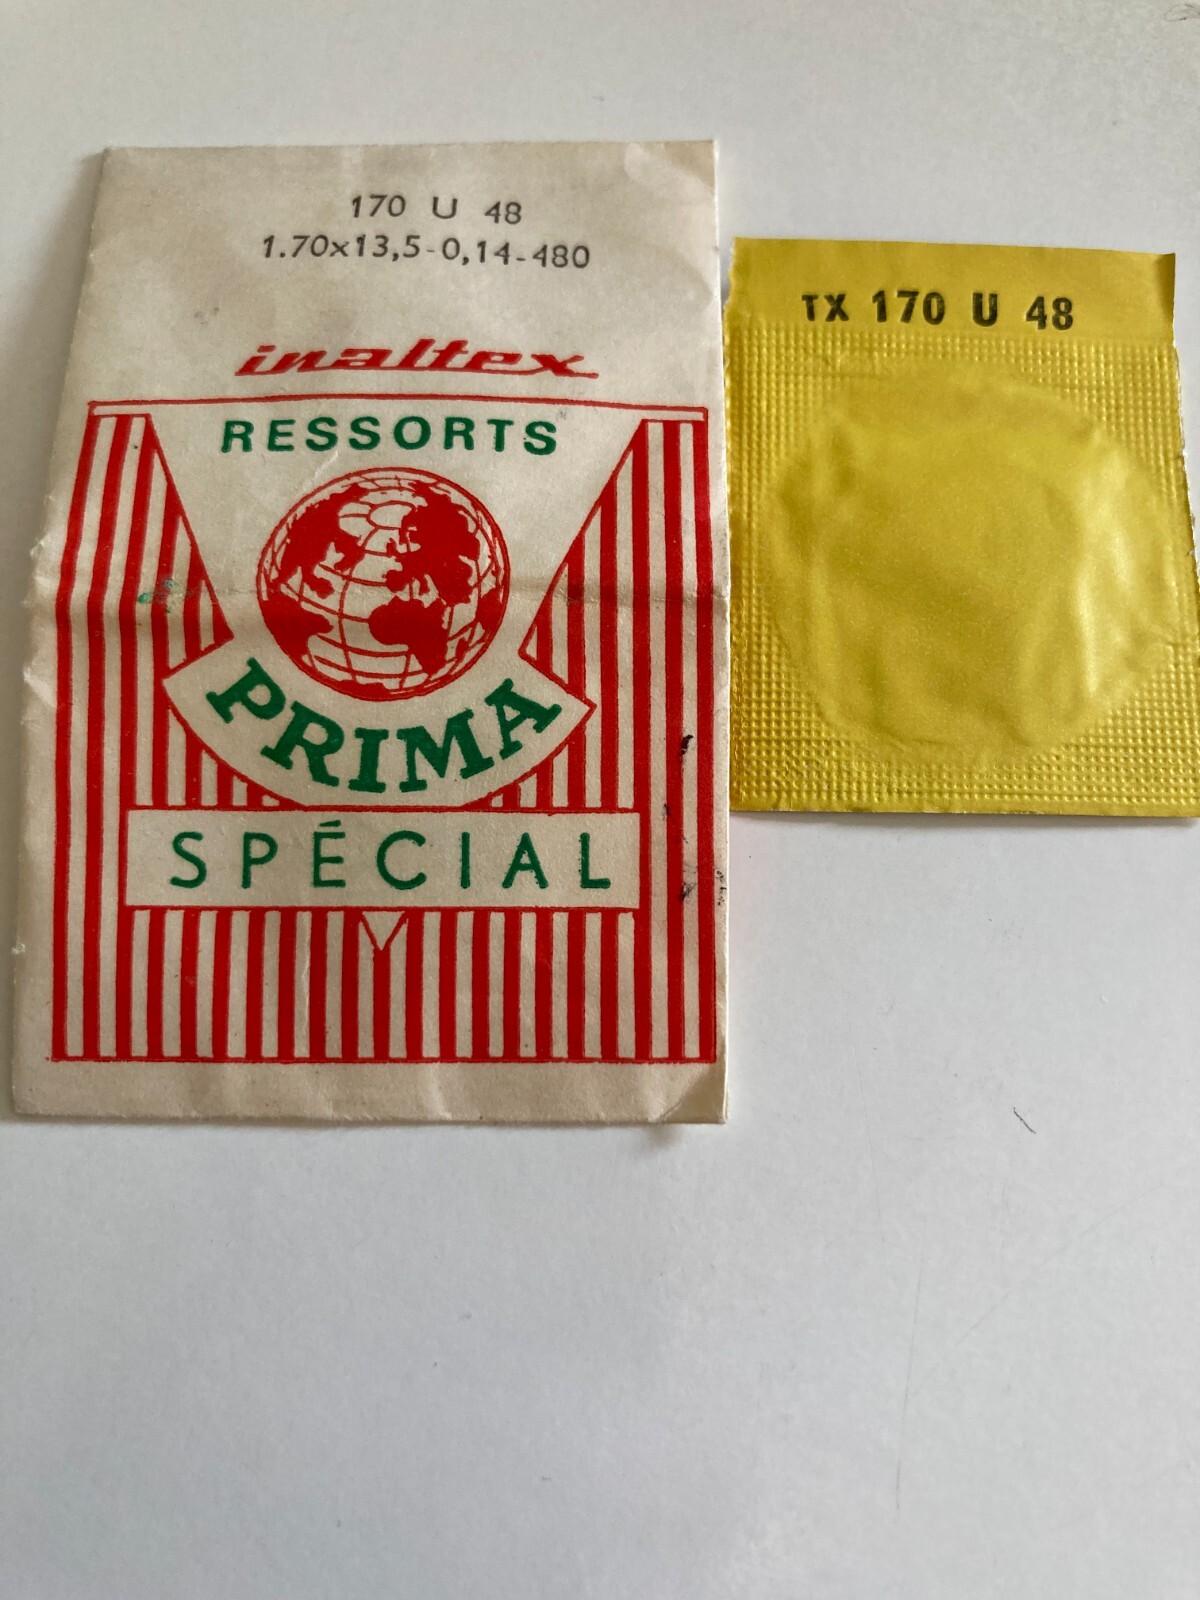 170 U 48
1.70x13,5-0,14-480
inaltex
RESSORTS
PRIMA
SPÉCIAL
TX 170 U 48